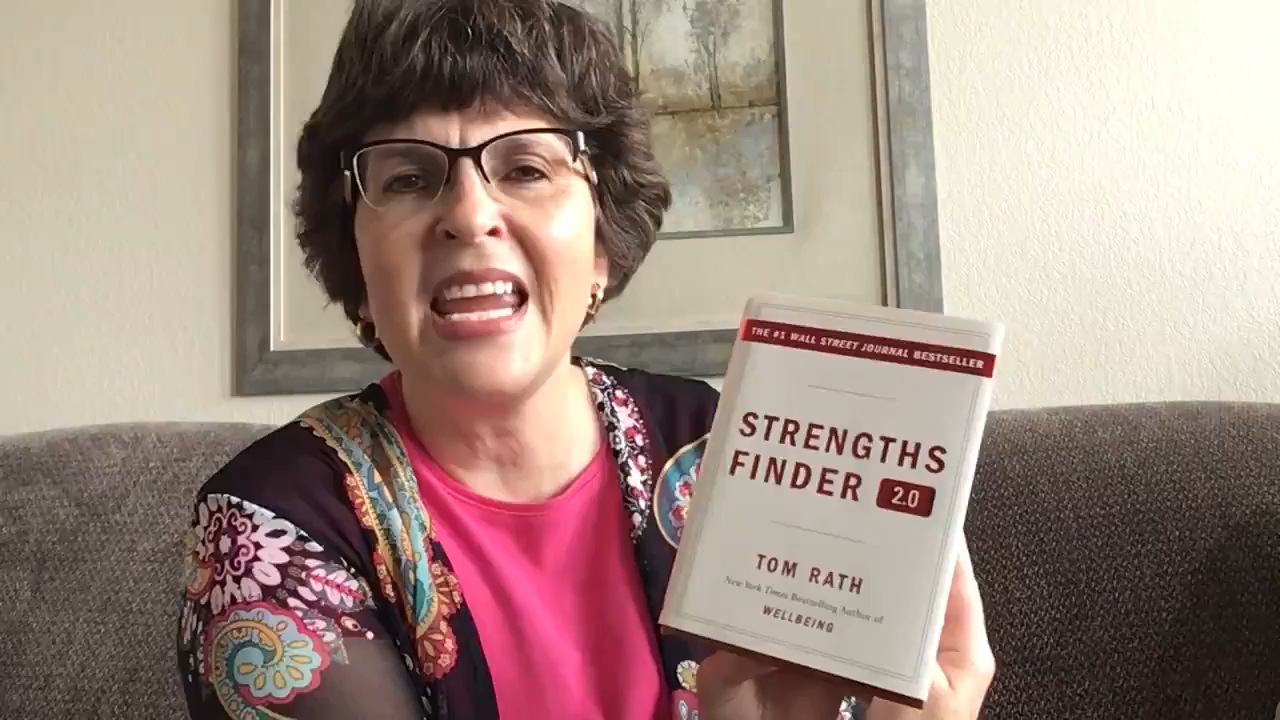 THE #1 WALL STREET JOURNAL BESTSELLER
STRENGTHS
FINDER 2.0
TOM RATH
New York Times Bestselling Author of
WELLBEING